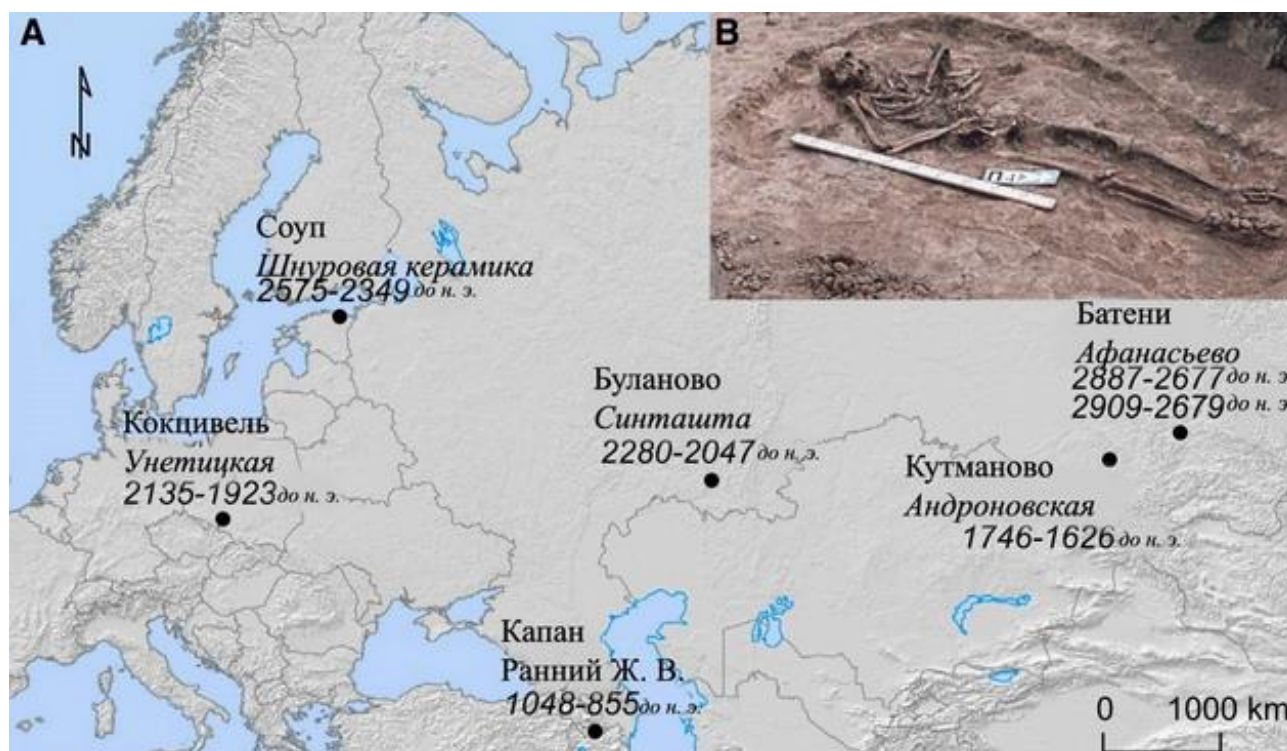 A
B
Соуп
Шнуровая керамика
2575-2349 до н. э.
Батени
Афанасьево
2887-2677 до н. э.
2909-2679 до н. э.
Буланово
Синташта
2280-2047 до н. э.
Кокцивель
Унетицкая
2135-1923 до н. э.
Кутманово
Андроновская
1746-1626 до н. э.
Капан
Ранний Ж. В.
1048-855 до н. э.
0 1000 km
N